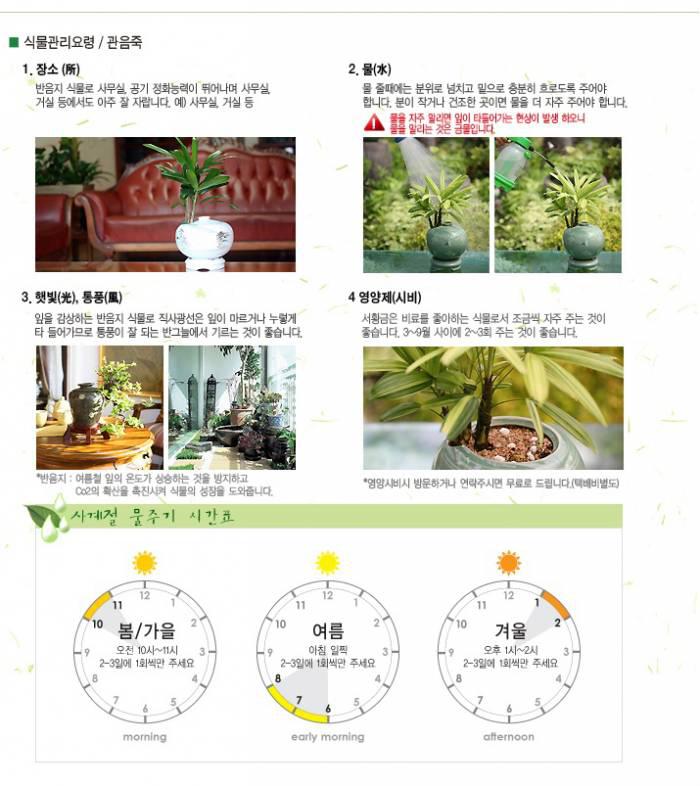 식물관리요령 / 관음죽
1. 장소 (所)
반음지 식물로 사무실, 공기 정화능력이 뛰어나며 사무실,
거실 등에서도 아주 잘 자랍니다. 예) 사무실, 거실 등
2. 물(水)
물 줄때에는 분위로 넘치고 밑으로 충분히 흐르도록 주어야
합니다. 분이 작거나 건조한 곳이면 물을 더 자주 주어야 합니다.
물을 자주 말리면 잎이 타들어가는 현상이 발생 하오니
물을 말리는 것은 금물입니다.
3. 햇빛(光), 통풍(風)
잎을 감상하는 반음지 식물로 직사광선은 잎이 마르거나 누렇게
타 들어가므로 통풍이 잘 되는 반그늘에서 기르는 것이 좋습니다.
*반음지 : 여름철 잎의 온도가 상승하는 것을 방지하고
Co2의 확산을 촉진시켜 식물의 성장을 도와줍니다.
4 영양제(시비)
서황금은 비료를 좋아하는 식물로서 조금씩 자주 주는 것이
좋습니다. 3~9월 사이에 2~3회 주는 것이 좋습니다.
*영양시비시 방문하거나 연락주시면 무료로 드립니다.(택배비별도)
사계절 물주기 시간표
12
1
2
3
4
5
6
7
8
9
10
11
봄/가을
오전 10시~11시
2-3일에 1회씩만 주세요
morning
12
1
2
3
4
5
6
7
8
9
10
11
여름
아침 일찍
2-3일에 1회씩만 주세요
early morning
12
1
2
3
4
5
6
7
8
9
10
11
겨울
오후 1시~2시
2-3일에 1회씩만 주세요
afternoon